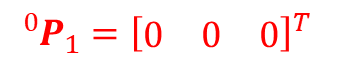 ⁰P₁ = [0 0 0]ᵀ